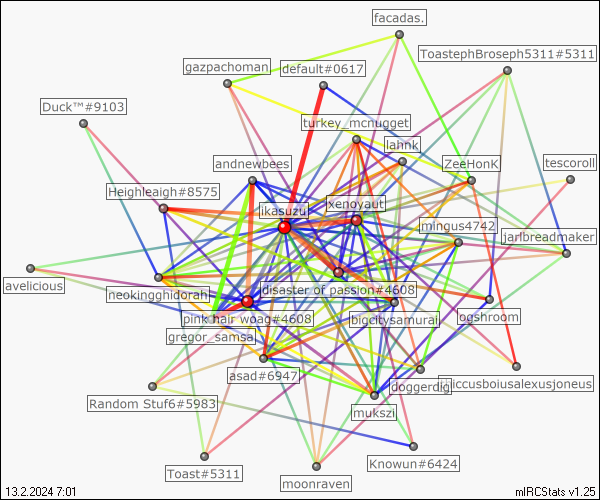 facadas.
ToastephBroseph5311#5311
gazpachoman
default#0617
Duck™#9103
turkey_mcnugget
lahnk
andnewbees
ZeeHonK
tescoroll
Heighleaigh#8575
ikasuzu
xenoyaut
mingus4742
jarlbreadmaker
avelicious
neokingghidorah
disaster of passion#4608
pink hair woag#4608
bigcitysamurai
ogshroom
gregor_samsa
asad#6947
doggerdig
iccusboiusalexusjoneus
Random Stuf6#5983
mukszi
Toast#5311
Knowun#6424
moonraven
13.2.2024 7:01
mIRCStats v1.25